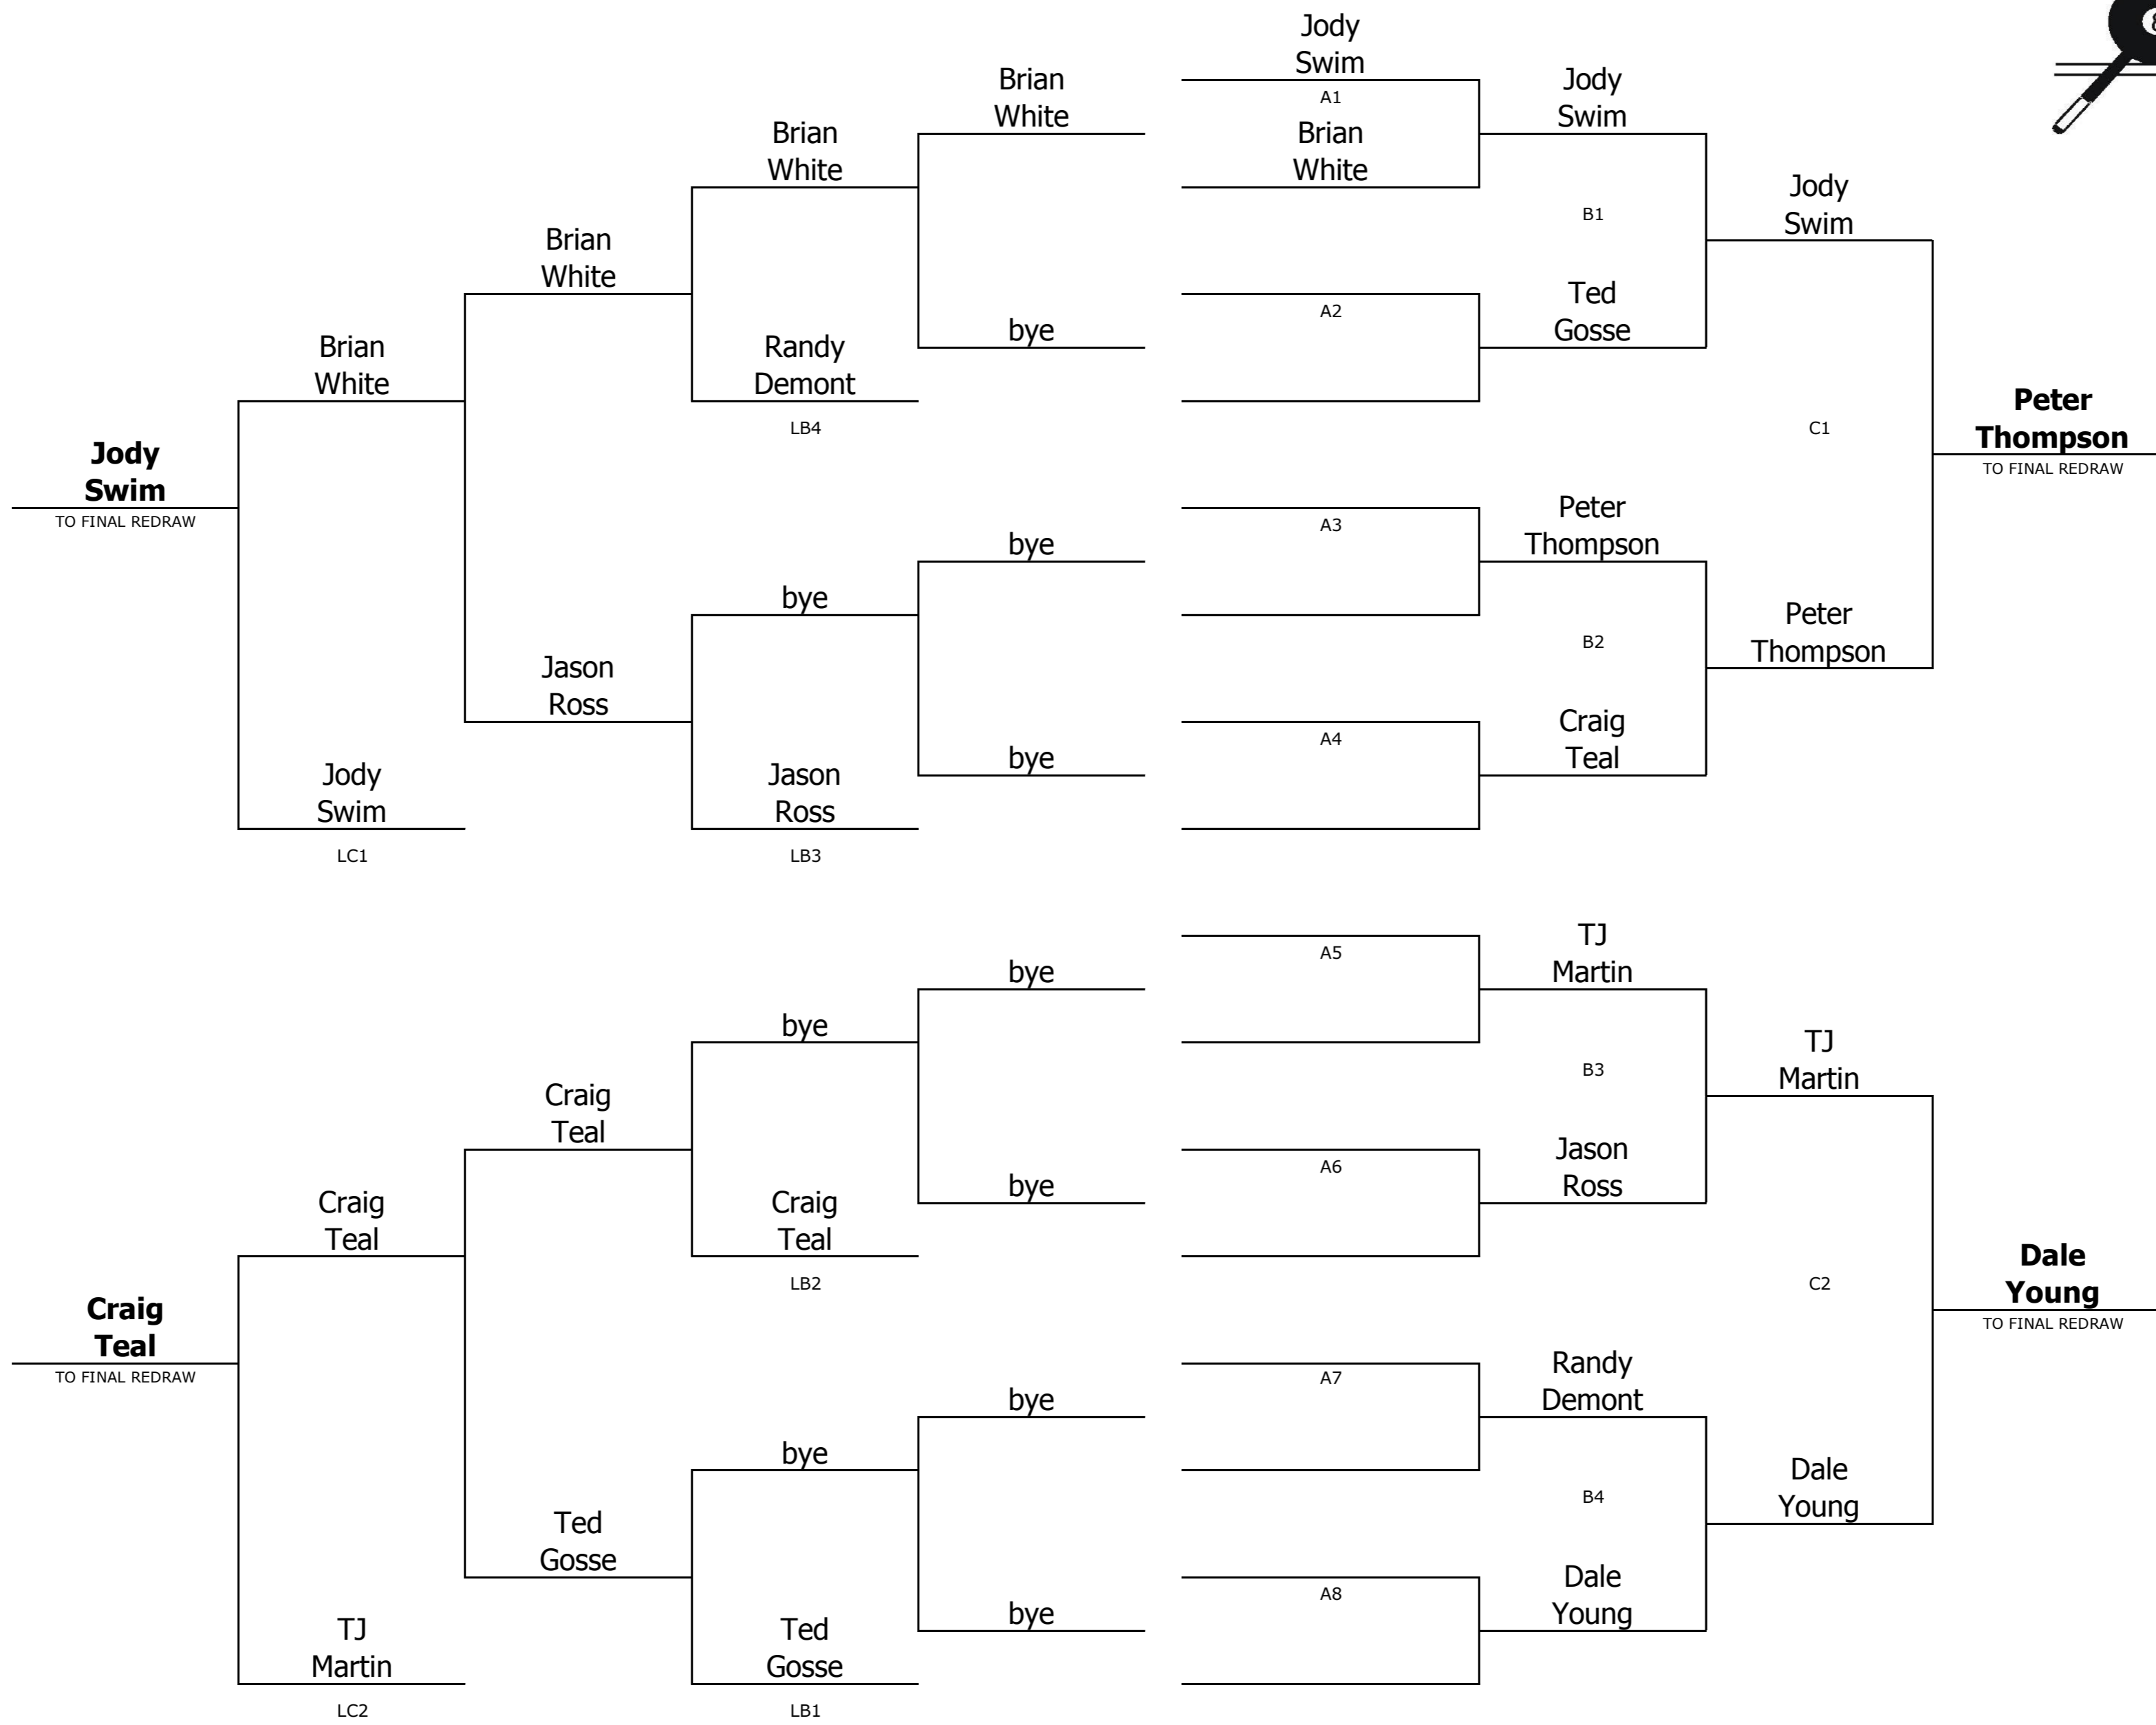 Jody
Swim
A1
Brian
White
Jody
Swim
Brian
White
Brian
White
B1
Jody
Swim
Brian
White
A2
Ted
Gosse
bye
Randy
Demont
LB4
Brian
White
Jody
Swim
TO FINAL REDRAW
C1
Peter
Thompson
TO FINAL REDRAW
A3
Peter
Thompson
bye
bye
B2
Peter
Thompson
Jason
Ross
A4
Craig
Teal
bye
Jason
Ross
LB3
Jody
Swim
LC1
A5
TJ
Martin
bye
bye
B3
TJ
Martin
Craig
Teal
A6
Jason
Ross
bye
Craig
Teal
LB2
Craig
Teal
C2
Dale
Young
TO FINAL REDRAW
Craig
Teal
TO FINAL REDRAW
A7
Randy
Demont
bye
bye
B4
Dale
Young
Ted
Gosse
A8
Dale
Young
bye
Ted
Gosse
LB1
TJ
Martin
LC2